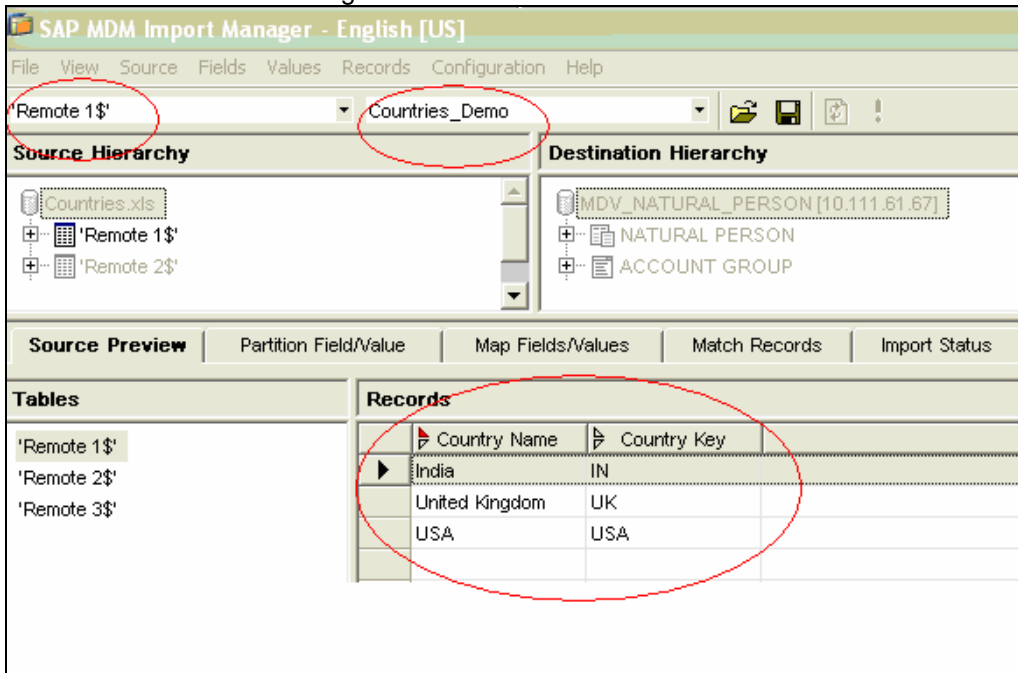 SAP MDM Import Manager - English [US]
File View Source Fields Values Records Configuration Help
'Remote 1$' Countries_Demo
Source Hierarchy Destination Hierarchy
Countries.xls MDV_NATURAL_PERSON [10.111.61.67]
'Remote 1$' NATURAL PERSON
'Remote 2$' ACCOUNT GROUP
Source Preview Partition Field/Value Map Fields/Values Match Records Import Status
Tables Records
'Remote 1$' Country Name Country Key
'Remote 2$' India IN
'Remote 3$' United Kingdom UK
USA USA